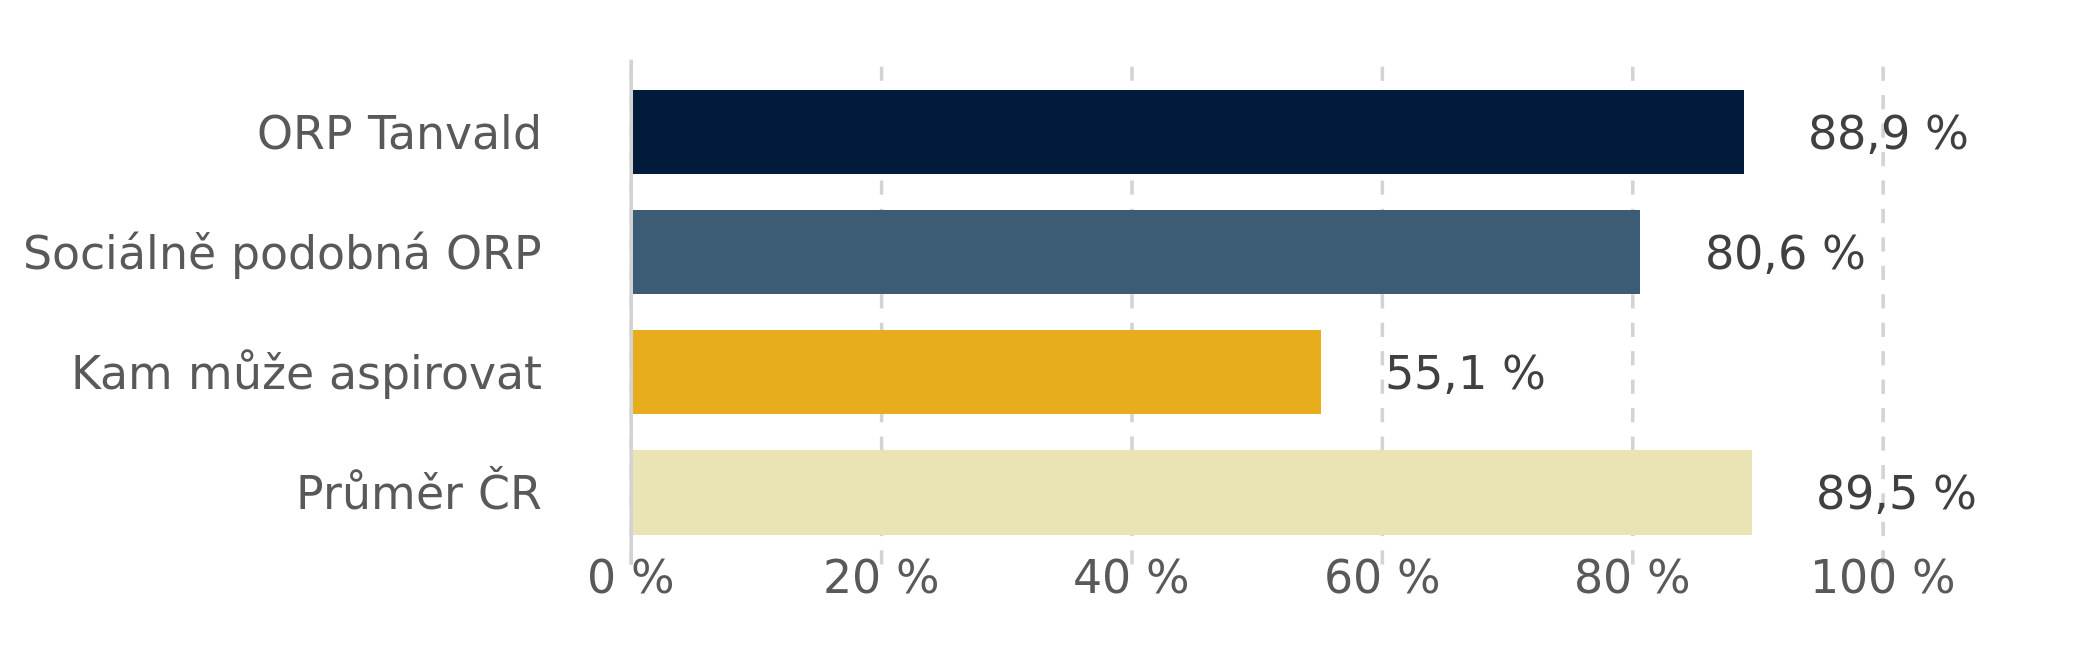 ORP Tanvald 88,9 %
Sociálně podobná ORP 80,6 %
Kam může aspirovat 55,1 %
Průměr ČR 89,5 %
0 % 20 % 40 % 60 % 80 % 100 %